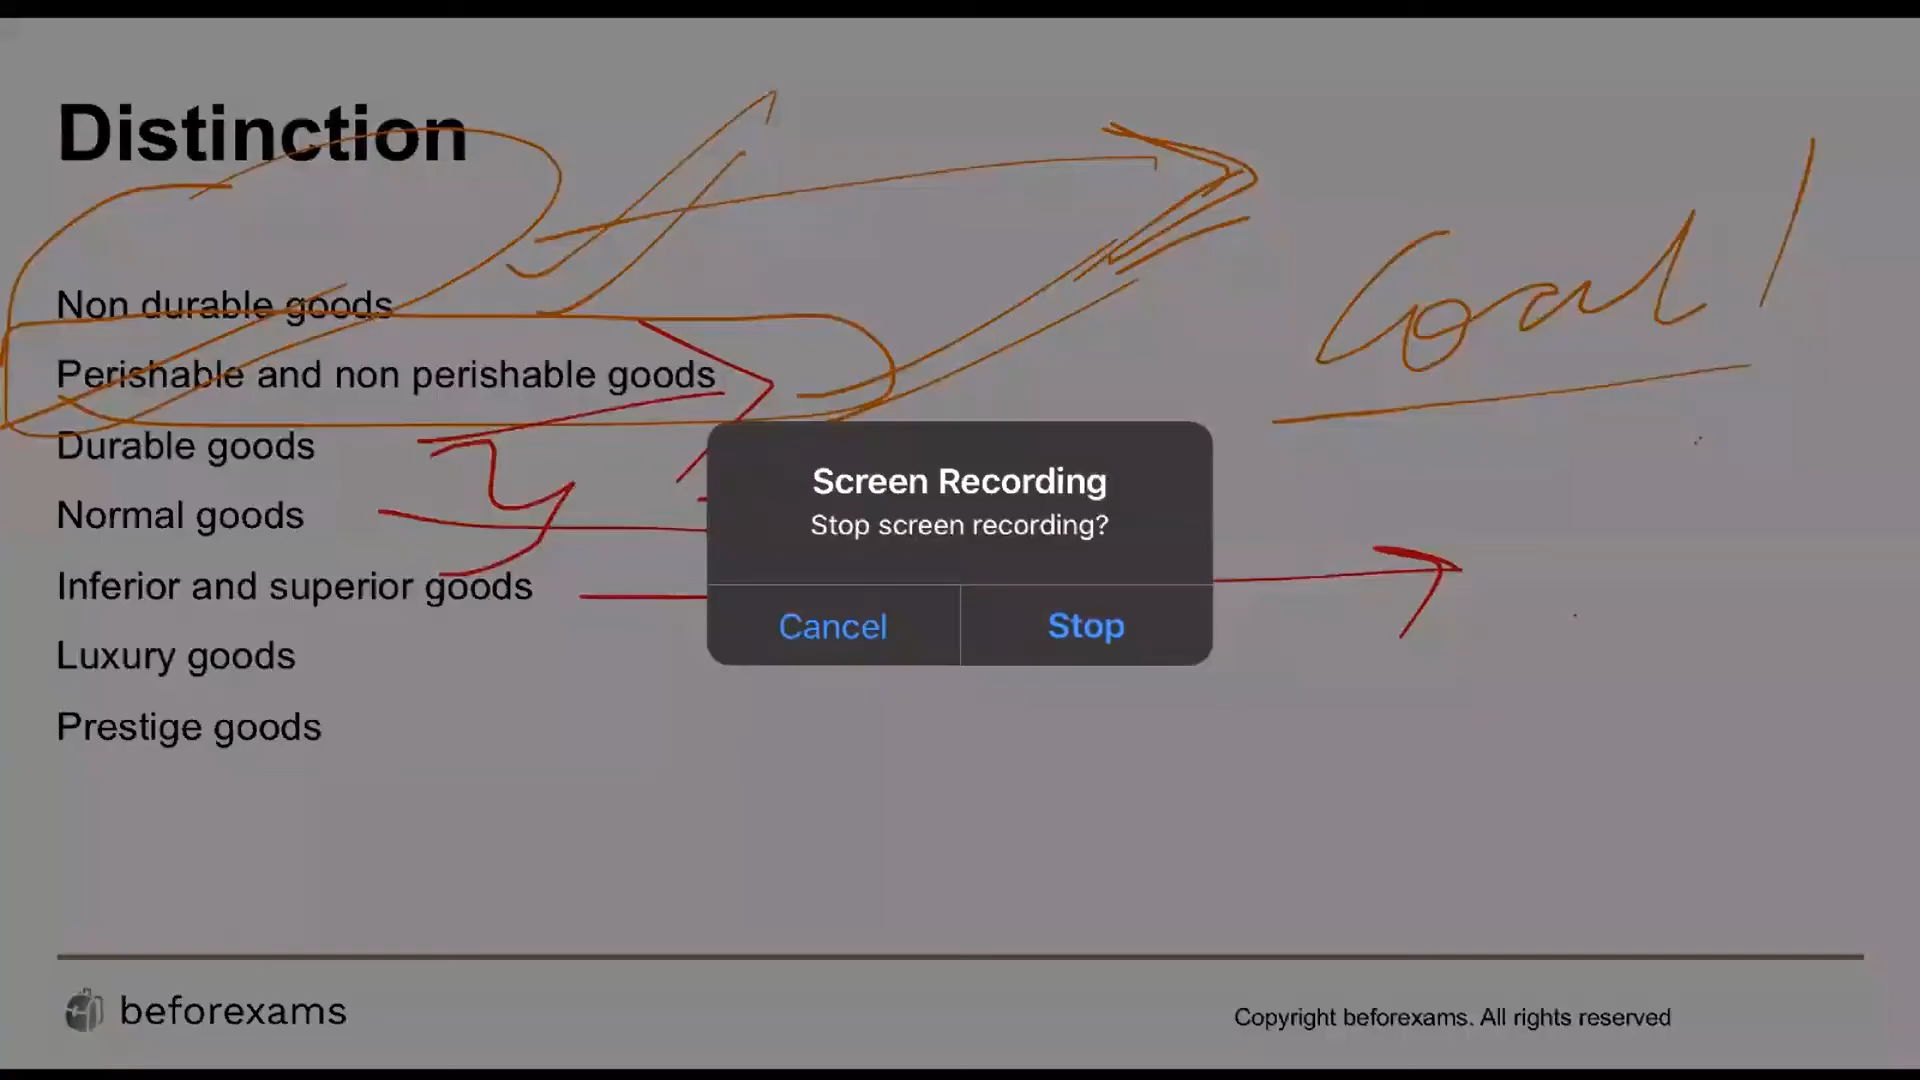 Distinction
Non durable goods
Perishable and non perishable goods
Durable goods
Normal goods
Inferior and superior goods
Luxury goods
Prestige goods
Screen Recording
Stop screen recording?
Cancel
Stop
beforexams
Copyright beforexams. All rights reserved